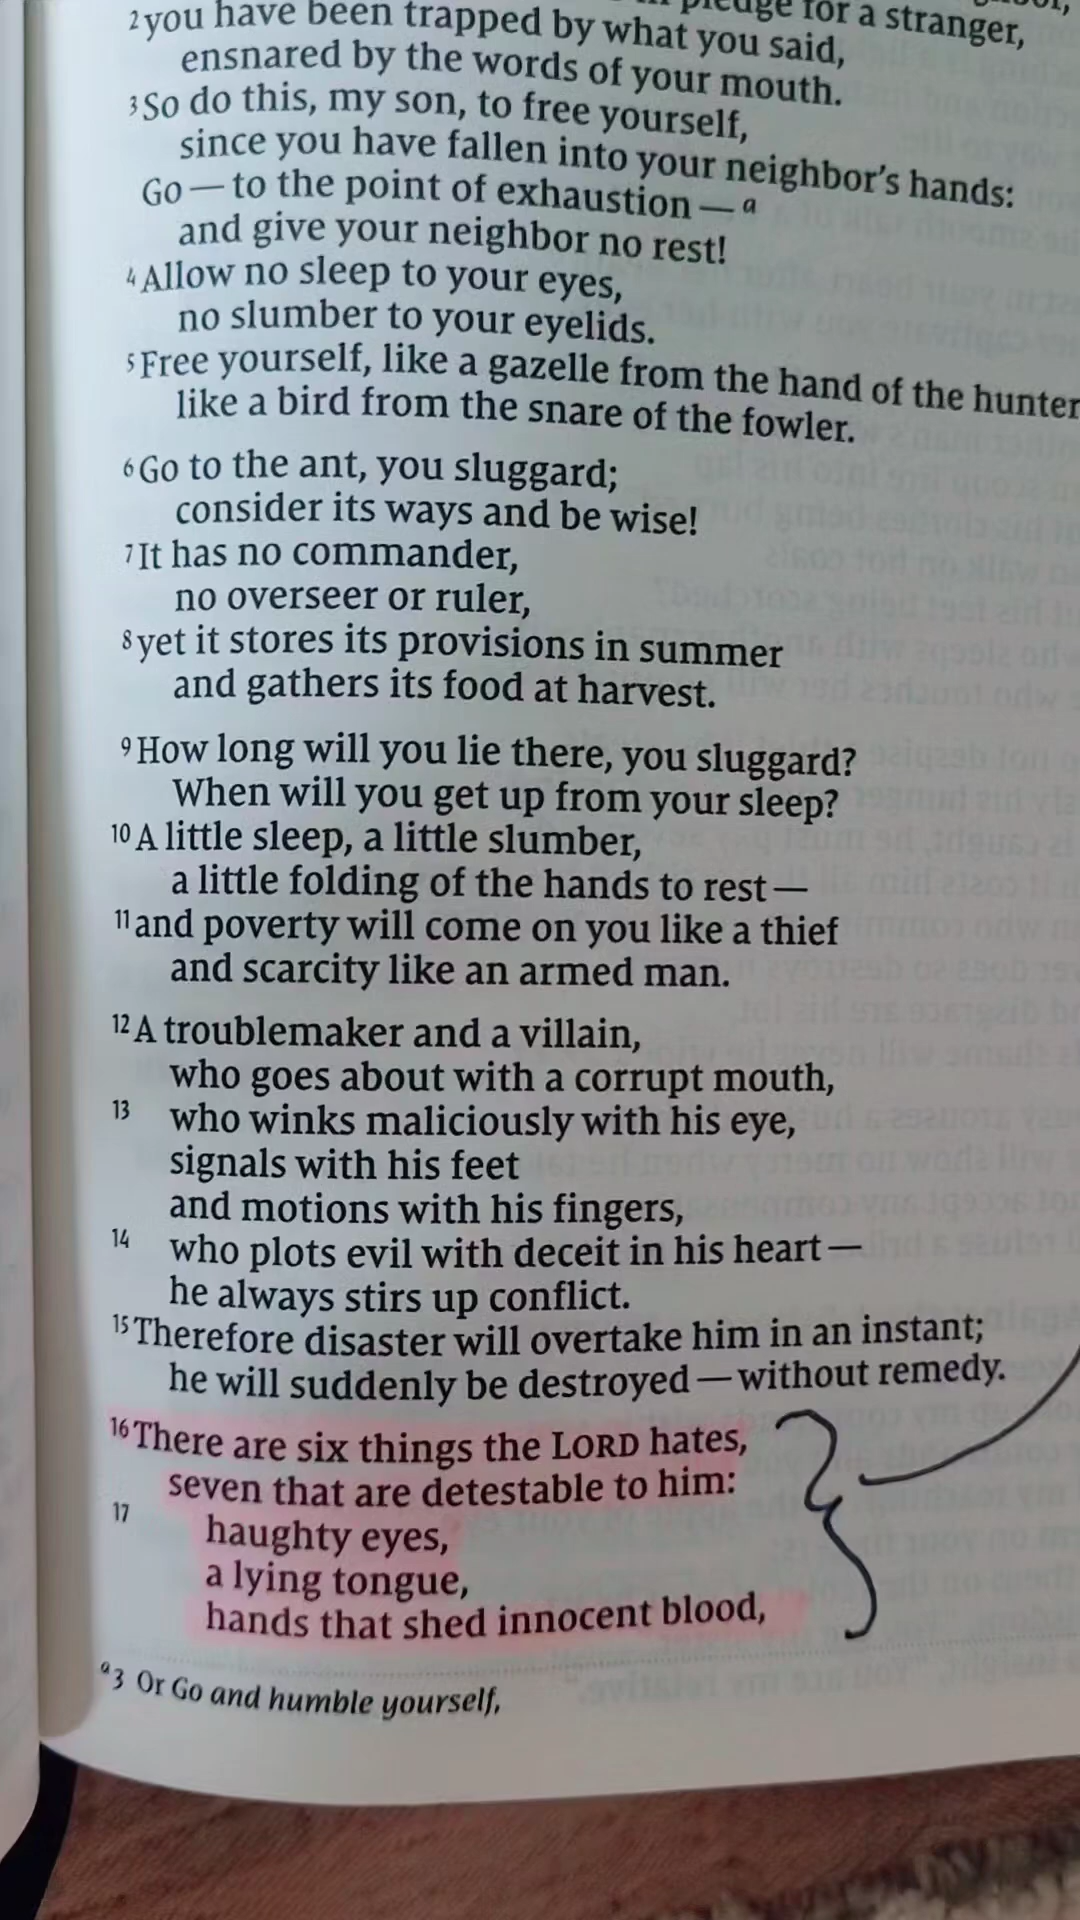 pledge for a stranger,
2 you have been trapped by what you said,
ensnared by the words of your mouth.
3 So do this, my son, to free yourself,
since you have fallen into your neighbor's hands:
Go — to the point of exhaustion — a
and give your neighbor no rest!
4 Allow no sleep to your eyes,
no slumber to your eyelids.
5 Free yourself, like a gazelle from the hand of the hunter
like a bird from the snare of the fowler.
6 Go to the ant, you sluggard;
consider its ways and be wise!
7 It has no commander,
no overseer or ruler,
8 yet it stores its provisions in summer
and gathers its food at harvest.
9 How long will you lie there, you sluggard?
When will you get up from your sleep?
10 A little sleep, a little slumber,
a little folding of the hands to rest —
11 and poverty will come on you like a thief
and scarcity like an armed man.
12 A troublemaker and a villain,
who goes about with a corrupt mouth,
13 who winks maliciously with his eye,
signals with his feet
and motions with his fingers,
14 who plots evil with deceit in his heart —
he always stirs up conflict.
15 Therefore disaster will overtake him in an instant;
he will suddenly be destroyed — without remedy.
16 There are six things the LORD hates,
seven that are detestable to him:
17 haughty eyes,
a lying tongue,
hands that shed innocent blood,
a 3 Or Go and humble yourself,